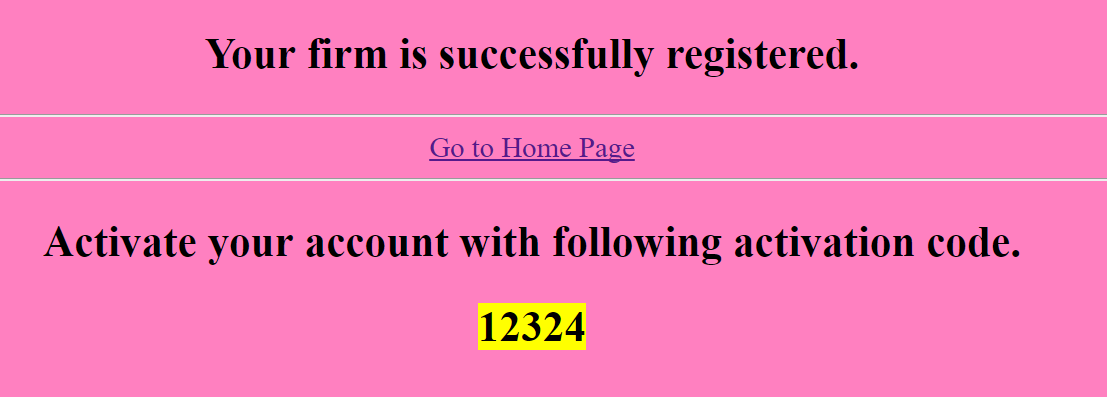 Your firm is successfully registered.
Go to Home Page
Activate your account with following activation code.
12324